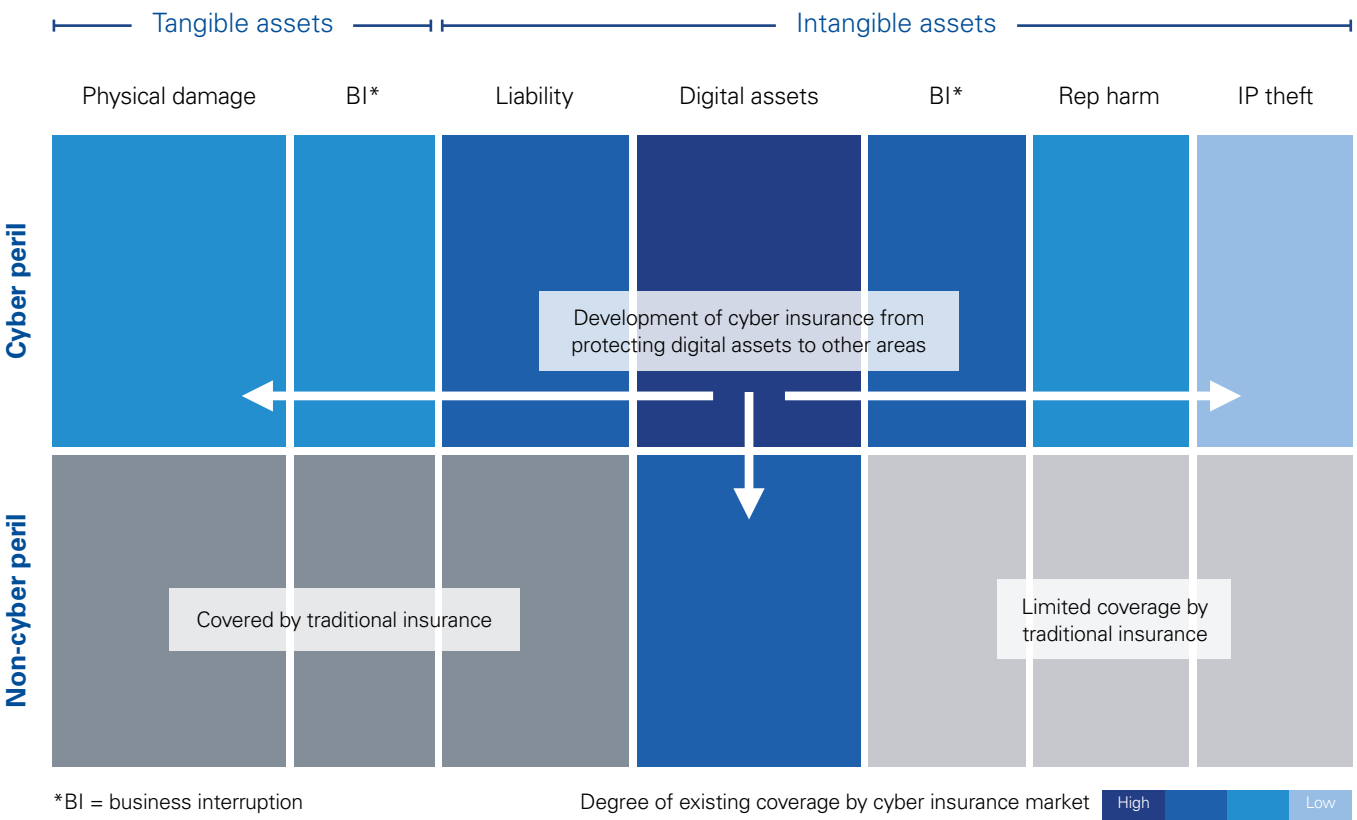 Tangible assets
Intangible assets
Physical damage
BI*
Liability
Digital assets
BI*
Rep harm
IP theft
Cyber peril
Development of cyber insurance from
protecting digital assets to other areas
Non-cyber peril
Covered by traditional insurance
Limited coverage by
traditional insurance
*BI = business interruption
Degree of existing coverage by cyber insurance market
High
Low